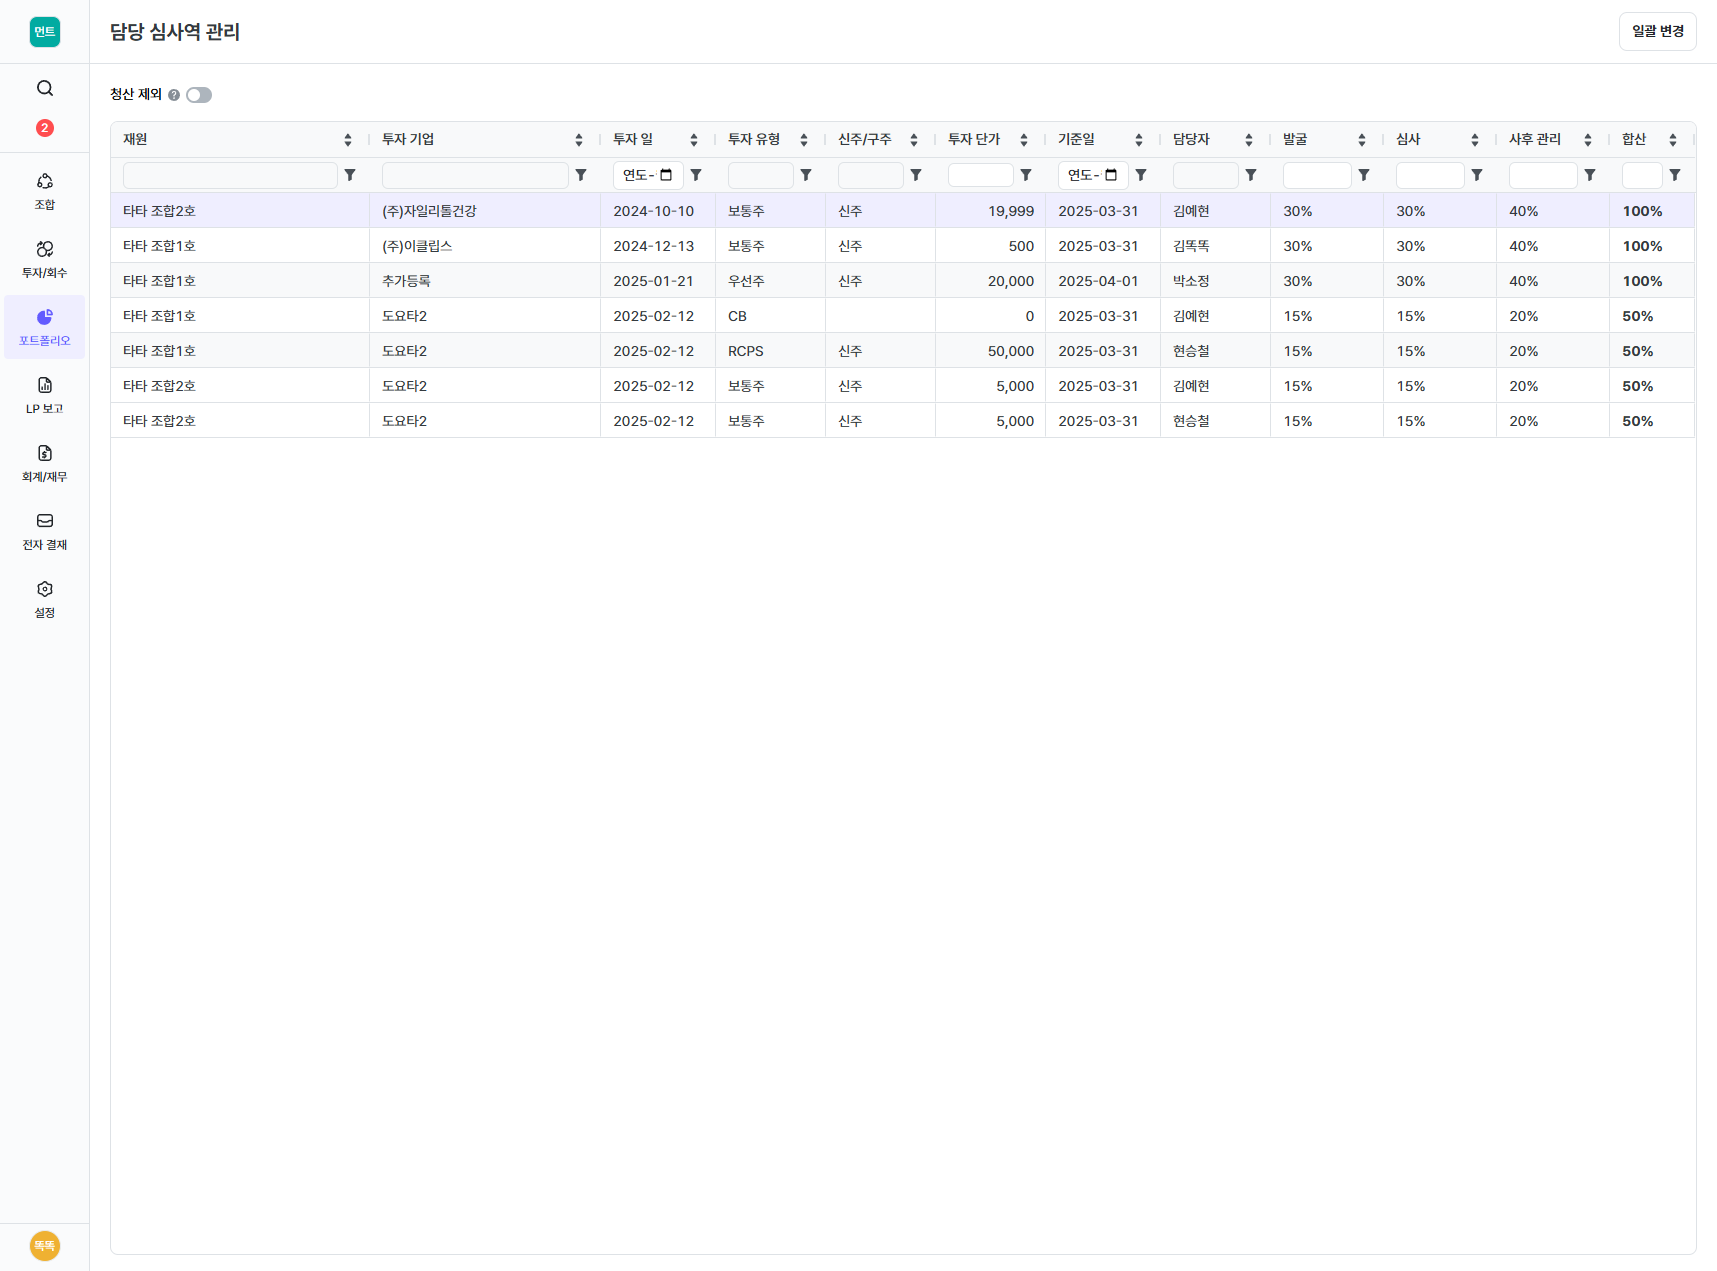 먼트
담당 심사역 관리
일괄 변경
2
청산 제외 ?
조합
투자/회수
포트폴리오
LP 보고
회계/재무
전자 결재
설정
재원 투자 기업 투자 일 투자 유형 신주/구주 투자 단가 기준일 담당자 발굴 심사 사후 관리 합산
연도- 연도-
타타 조합2호 (주)자일리톨건강 2024-10-10 보통주 신주 19,999 2025-03-31 김예현 30% 30% 40% 100%
타타 조합1호 (주)이클립스 2024-12-13 보통주 신주 500 2025-03-31 김똑똑 30% 30% 40% 100%
타타 조합1호 추가등록 2025-01-21 우선주 신주 20,000 2025-04-01 박소정 30% 30% 40% 100%
타타 조합1호 도요타2 2025-02-12 CB 0 2025-03-31 김예현 15% 15% 20% 50%
타타 조합1호 도요타2 2025-02-12 RCPS 신주 50,000 2025-03-31 현승철 15% 15% 20% 50%
타타 조합2호 도요타2 2025-02-12 보통주 신주 5,000 2025-03-31 김예현 15% 15% 20% 50%
타타 조합2호 도요타2 2025-02-12 보통주 신주 5,000 2025-03-31 현승철 15% 15% 20% 50%
똑똑